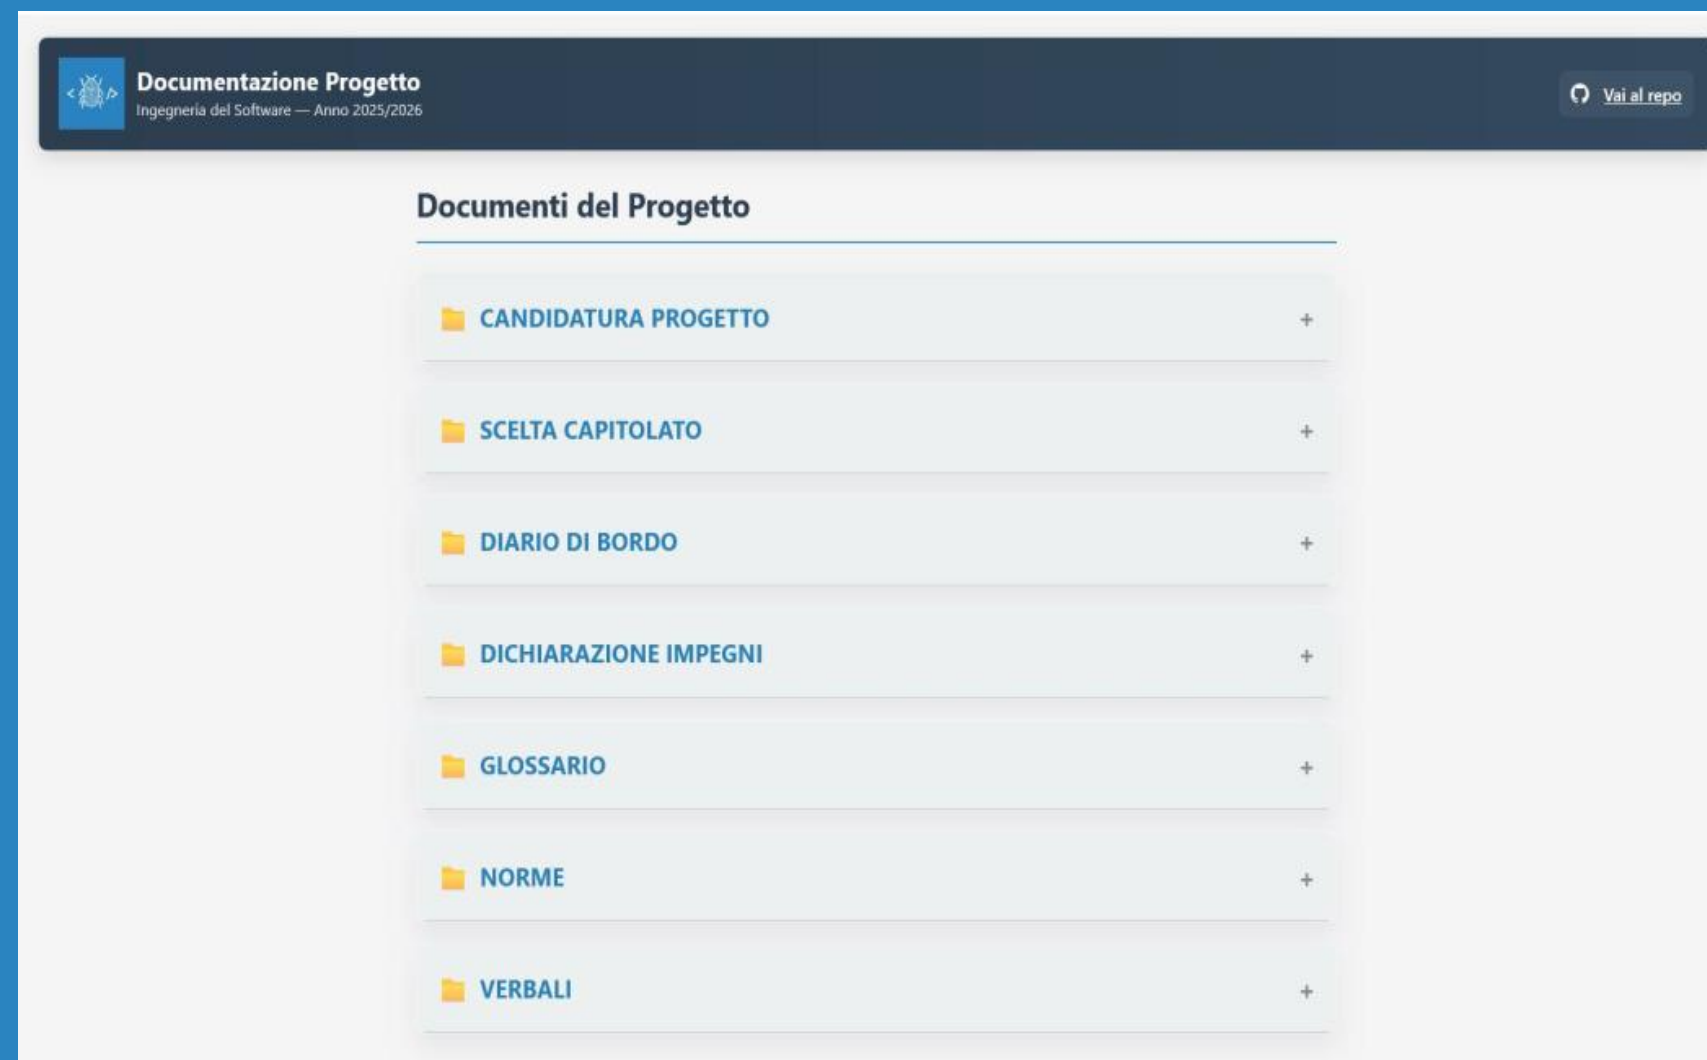 Documentazione Progetto
Ingegneria del Software — Anno 2025/2026
Vai al repo
Documenti del Progetto
CANDIDATURA PROGETTO +
SCELTA CAPITOLATO +
DIARIO DI BORDO +
DICHIARAZIONE IMPEGNI +
GLOSSARIO +
NORME +
VERBALI +